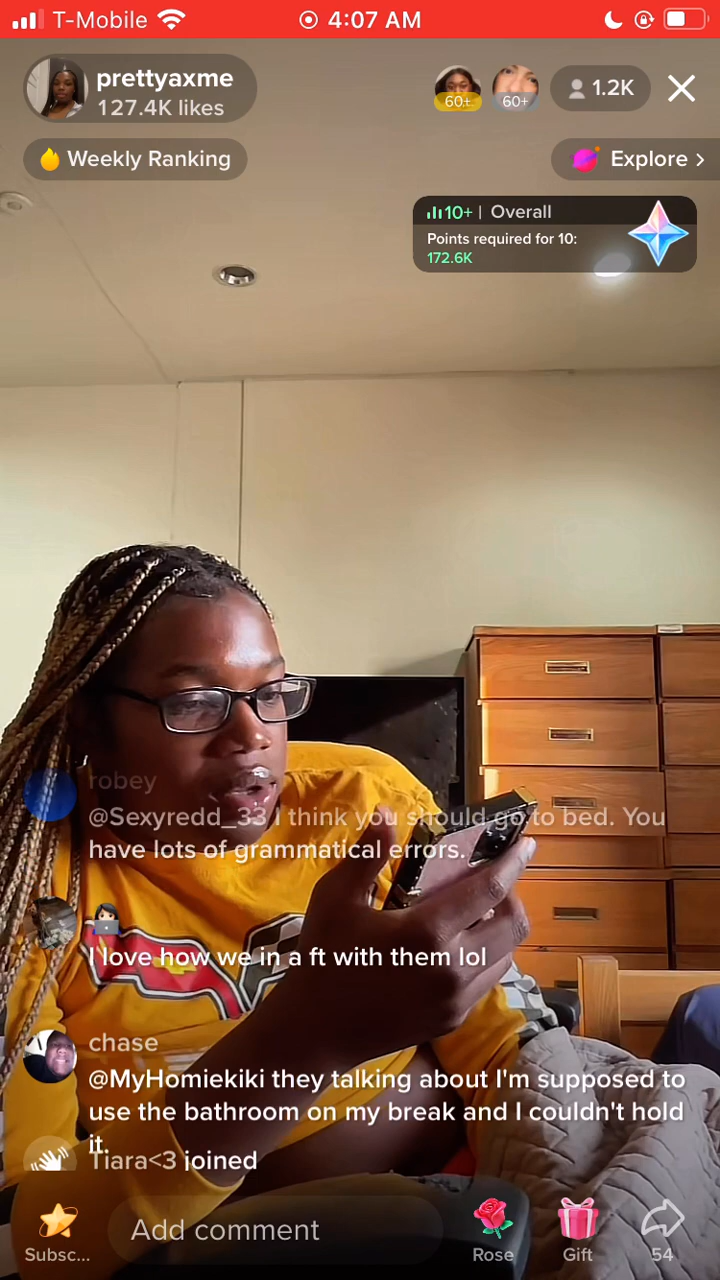 T-Mobile
4:07 AM
prettyaxme
127.4K likes
60+
60+
1.2K
Weekly Ranking
Explore >
10+ | Overall
Points required for 10:
172.6K
robey
@Sexyredd_33 I think you should go to bed. You
have lots of grammatical errors.
I love how we in a ft with them lol
chase
@MyHomiekiki they talking about I'm supposed to
use the bathroom on my break and I couldn't hold
it.
Tiara<3 joined
Add comment
Subsc...
Rose
Gift
54